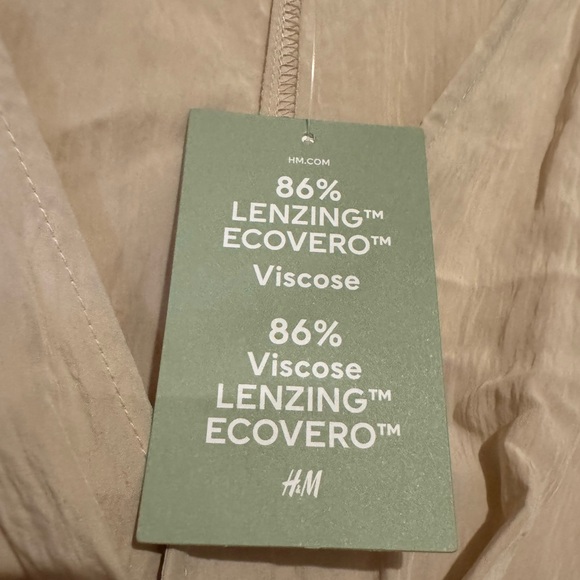 HM.COM
86%
LENZING™
ECOVERO™
Viscose
86%
Viscose
LENZING™
ECOVERO™
H&M